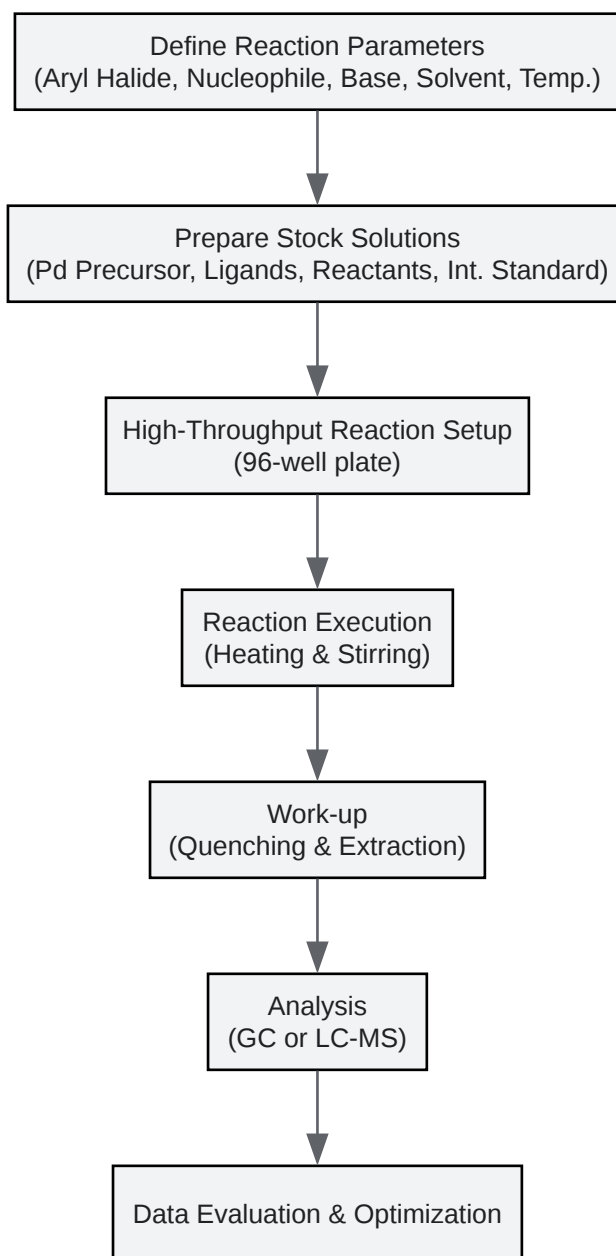 Define Reaction Parameters
(Aryl Halide, Nucleophile, Base, Solvent, Temp.)
Prepare Stock Solutions
(Pd Precursor, Ligands, Reactants, Int. Standard)
High-Throughput Reaction Setup
(96-well plate)
Reaction Execution
(Heating & Stirring)
Work-up
(Quenching & Extraction)
Analysis
(GC or LC-MS)
Data Evaluation & Optimization